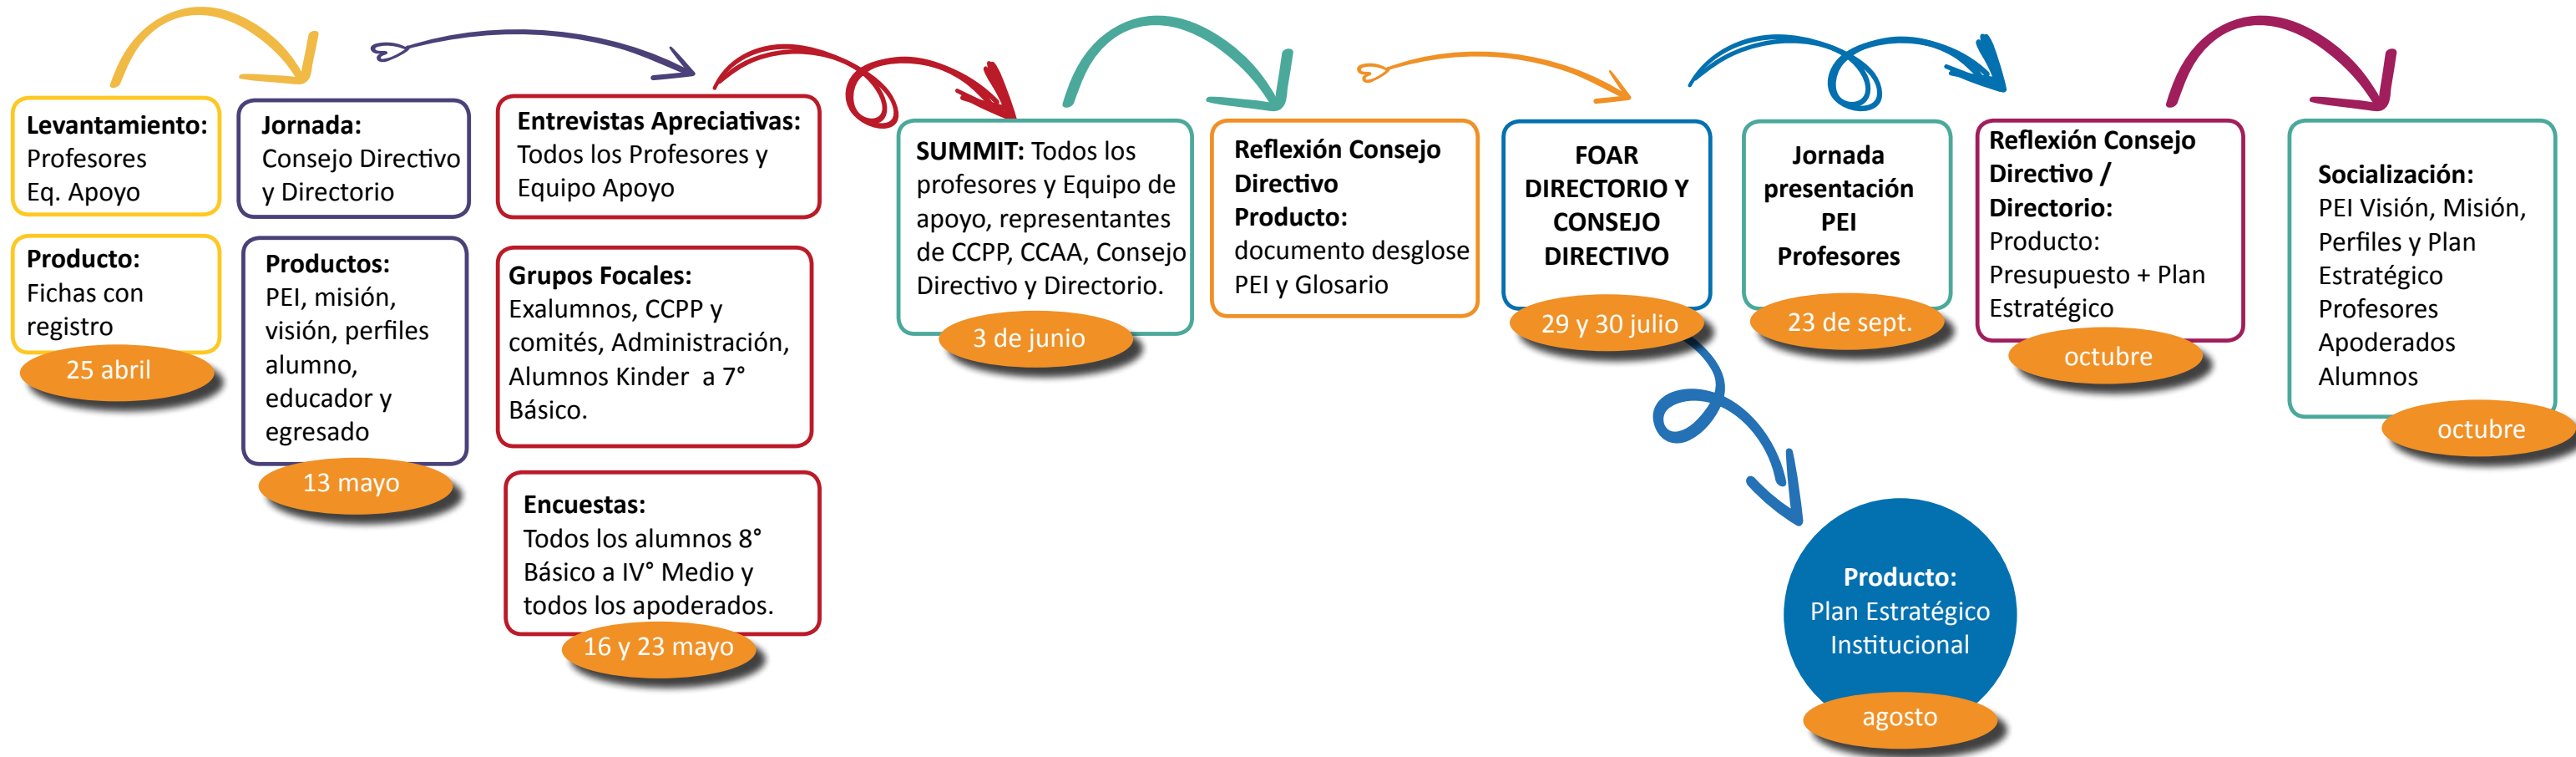 Levantamiento:
Profesores
Eq. Apoyo
Producto:
Fichas con
registro
25 abril
Jornada:
Consejo Directivo
y Directorio
Productos:
PEI, misión,
visión, perfiles
alumno,
educador y
egresado
13 mayo
Entrevistas Apreciativas:
Todos los Profesores y
Equipo Apoyo
Grupos Focales:
Exalumnos, CCPP y
comités, Administración,
Alumnos Kinder a 7°
Básico.
Encuestas:
Todos los alumnos 8°
Básico a IV° Medio y
todos los apoderados.
16 y 23 mayo
SUMMIT: Todos los
profesores y Equipo de
apoyo, representantes
de CCPP, CCAA, Consejo
Directivo y Directorio.
3 de junio
Reflexión Consejo
Directivo
Producto:
documento desglose
PEI y Glosario
FOAR
DIRECTORIO Y
CONSEJO
DIRECTIVO
29 y 30 julio
Producto:
Plan Estratégico
Institucional
agosto
Jornada
presentación
PEI
Profesores
23 de sept.
Reflexión Consejo
Directivo /
Directorio:
Producto:
Presupuesto + Plan
Estratégico
octubre
Socialización:
PEI Visión, Misión,
Perfiles y Plan
Estratégico
Profesores
Apoderados
Alumnos
octubre